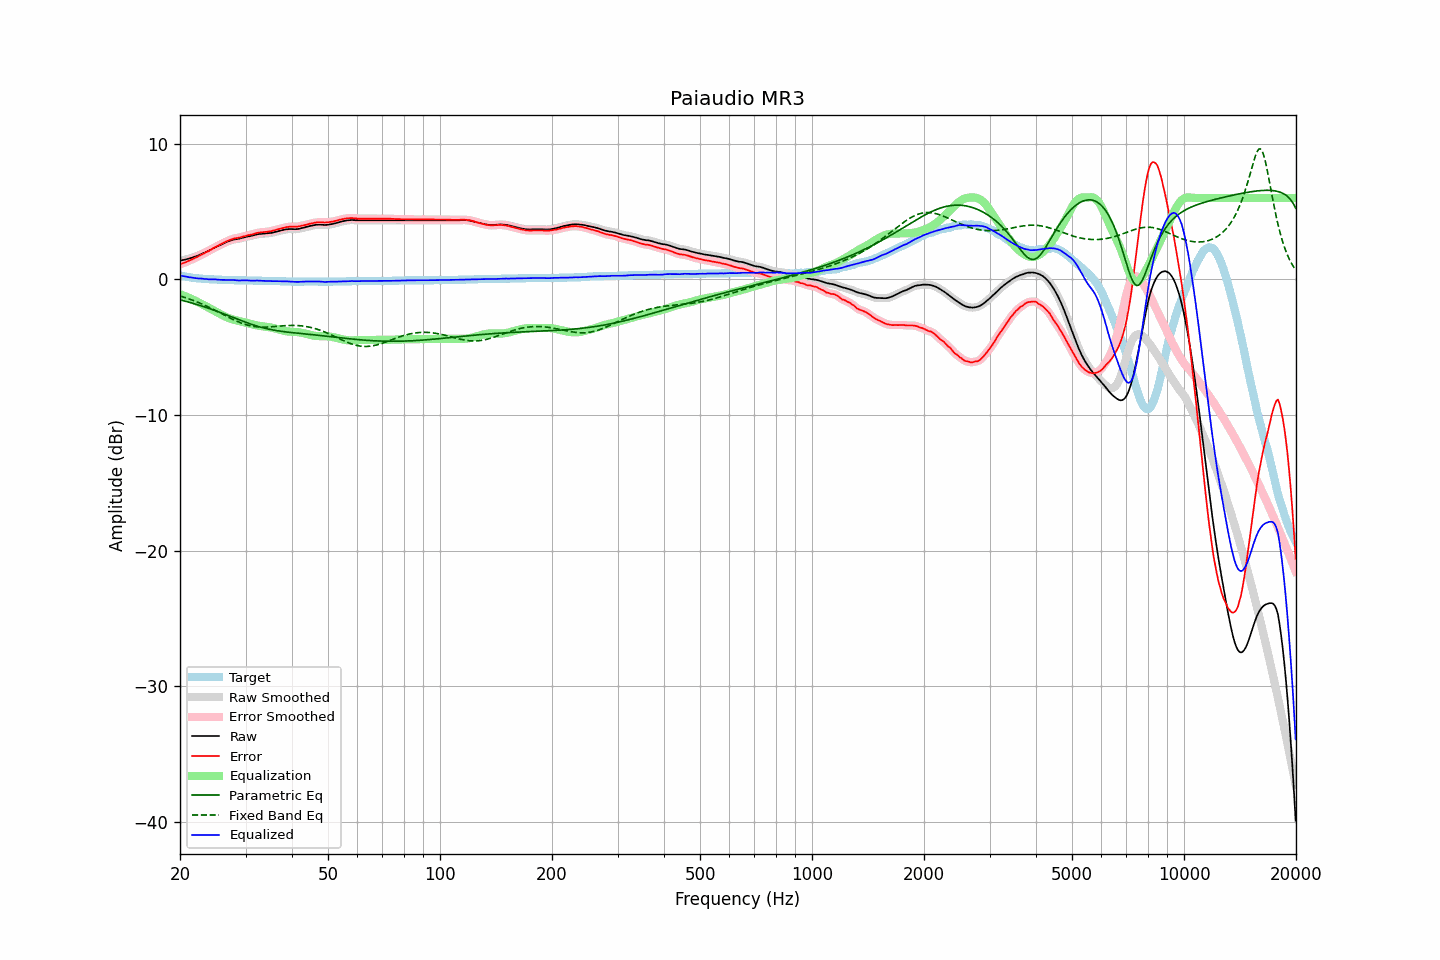 Paiaudio MR3
10
0
−10
−20
−30
−40
Amplitude (dBr)
Target
Raw Smoothed
Error Smoothed
Raw
Error
Equalization
Parametric Eq
Fixed Band Eq
Equalized
20 50 100 200 500 1000 2000 5000 10000 20000
Frequency (Hz)